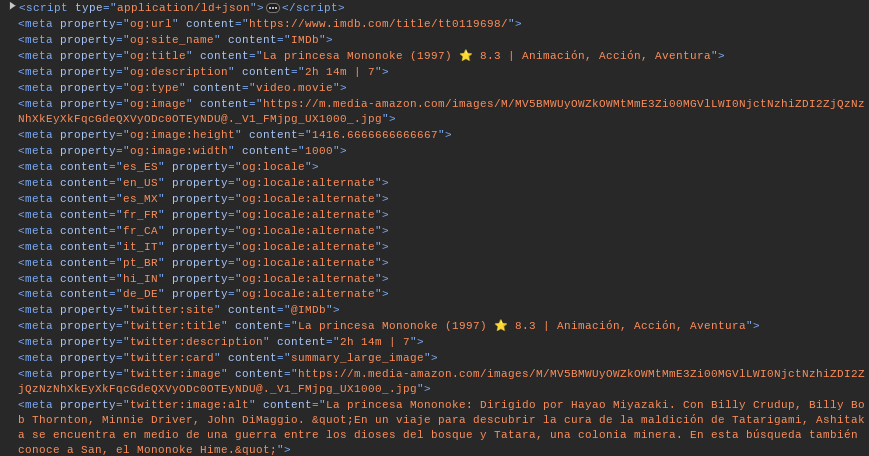 <script type="application/ld+json">…</script>
<meta property="og:url" content="https://www.imdb.com/title/tt0119698/">
<meta property="og:site_name" content="IMDb">
<meta property="og:title" content="La princesa Mononoke (1997) ⭐ 8.3 | Animación, Acción, Aventura">
<meta property="og:description" content="2h 14m | 7">
<meta property="og:type" content="video.movie">
<meta property="og:image" content="https://m.media-amazon.com/images/M/MV5BMWUyOWZkOWMtMmE3Zi00MGVlLWI0NjctNzhiZDI2ZjQzNz
NhXkEyXkFqcGdeQXVyODc0OTEyNDU@._V1_FMjpg_UX1000_.jpg">
<meta property="og:image:height" content="1416.6666666666667">
<meta property="og:image:width" content="1000">
<meta content="es_ES" property="og:locale">
<meta content="en_US" property="og:locale:alternate">
<meta content="es_MX" property="og:locale:alternate">
<meta content="fr_FR" property="og:locale:alternate">
<meta content="fr_CA" property="og:locale:alternate">
<meta content="it_IT" property="og:locale:alternate">
<meta content="pt_BR" property="og:locale:alternate">
<meta content="hi_IN" property="og:locale:alternate">
<meta content="de_DE" property="og:locale:alternate">
<meta property="twitter:site" content="@IMDb">
<meta property="twitter:title" content="La princesa Mononoke (1997) ⭐ 8.3 | Animación, Acción, Aventura">
<meta property="twitter:description" content="2h 14m | 7">
<meta property="twitter:card" content="summary_large_image">
<meta property="twitter:image" content="https://m.media-amazon.com/images/M/MV5BMWUyOWZkOWMtMmE3Zi00MGVlLWI0NjctNzhiZDI2Z
jQzNzNhXkEyXkFqcGdeQXVyODc0OTEyNDU@._V1_FMjpg_UX1000_.jpg">
<meta property="twitter:image:alt" content="La princesa Mononoke: Dirigido por Hayao Miyazaki. Con Billy Crudup, Billy Bo
b Thornton, Minnie Driver, John DiMaggio. &quot;En un viaje para descubrir la cura de la maldición de Tatarigami, Ashitak
a se encuentra en medio de una guerra entre los dioses del bosque y Tatara, una colonia minera. En esta búsqueda también
conoce a San, el Mononoke Hime.&quot;">